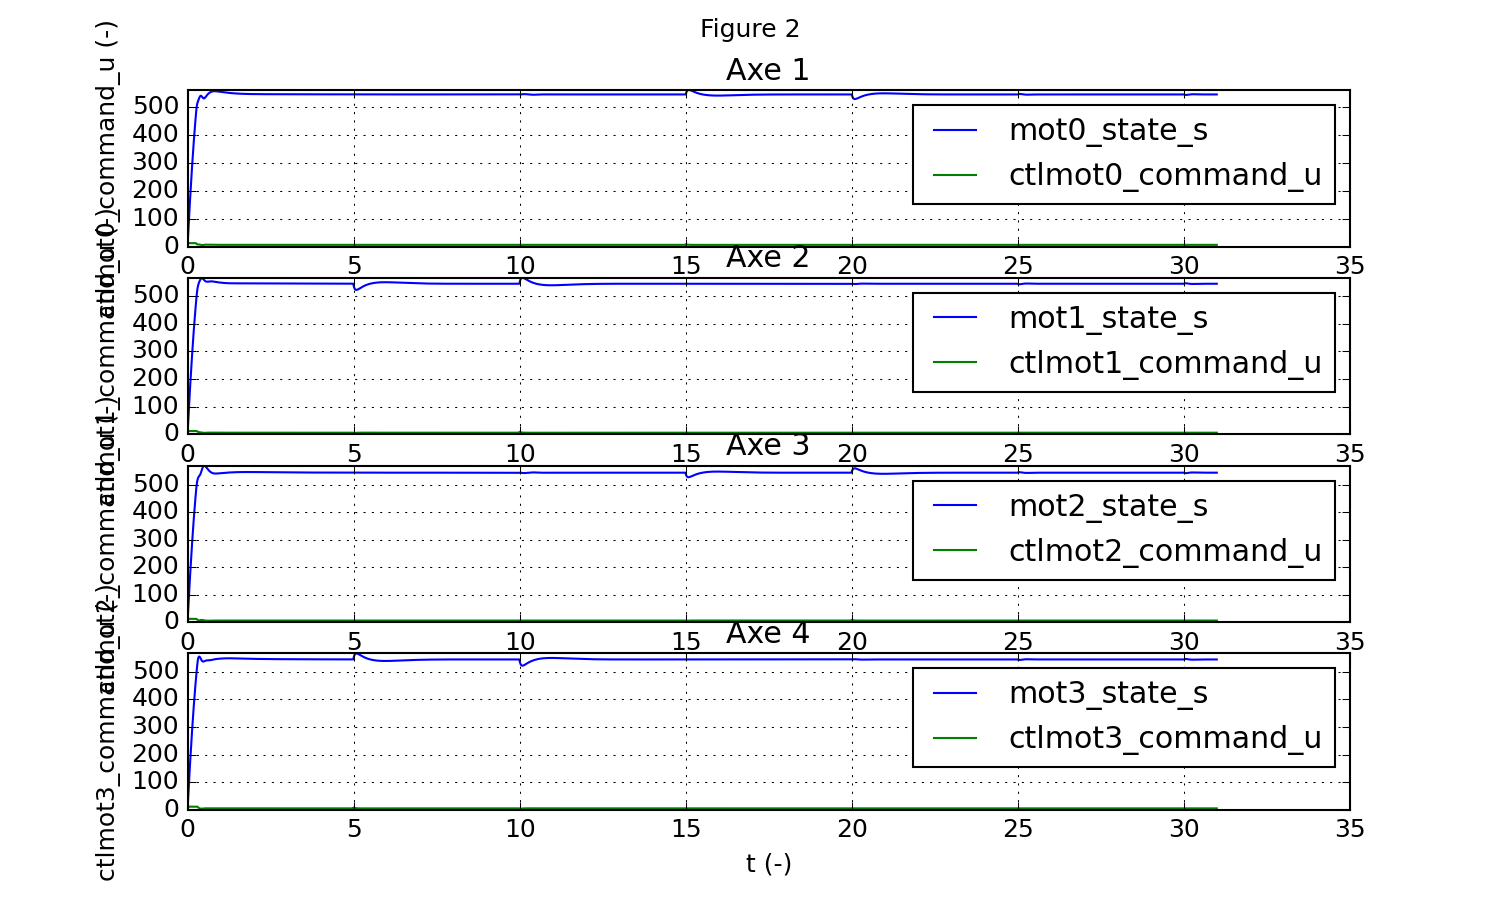 Figure 2
Axe 1
ctlmot0_command_u (-)
500
400
300
200
100
0
mot0_state_s
ctlmot0_command_u
0 5 10 15 20 25 30 35
Axe 2
ctlmot1_command_u (-)
500
400
300
200
100
0
mot1_state_s
ctlmot1_command_u
0 5 10 15 20 25 30 35
Axe 3
ctlmot2_command_u (-)
500
400
300
200
100
0
mot2_state_s
ctlmot2_command_u
0 5 10 15 20 25 30 35
Axe 4
ctlmot3_command_u (-)
500
400
300
200
100
0
mot3_state_s
ctlmot3_command_u
0 5 10 15 20 25 30 35
t (-)